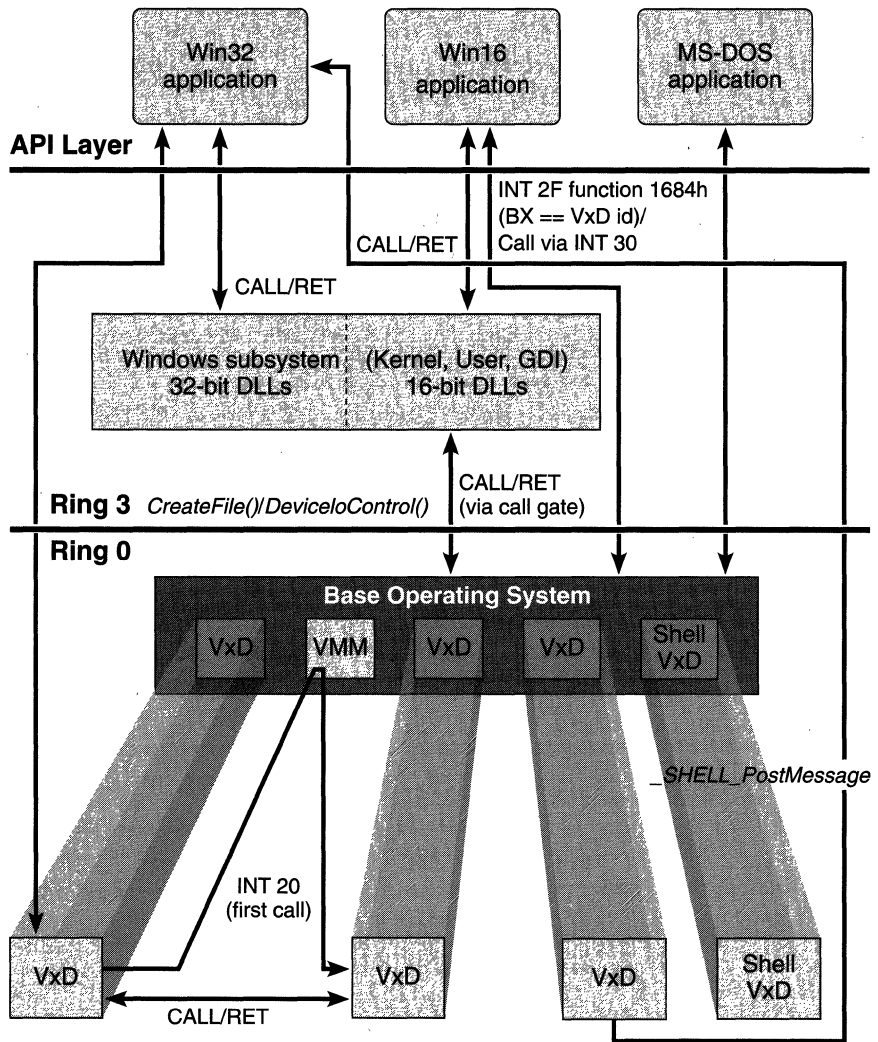 Win32
application
Win16
application
MS-DOS
application
API Layer
INT 2F function 1684h
(BX == VxD id)/
Call via INT 30
CALL/RET
CALL/RET
Windows subsystem
32-bit DLLs
(Kernel, User, GDI)
16-bit DLLs
CALL/RET
(via call gate)
Ring 3 CreateFile()/DeviceIoControl()
Ring 0
Base Operating System
VxD
VMM
VxD
VxD
Shell
VxD
_SHELL_PostMessage
INT 20
(first call)
VxD
VxD
VxD
Shell
VxD
CALL/RET